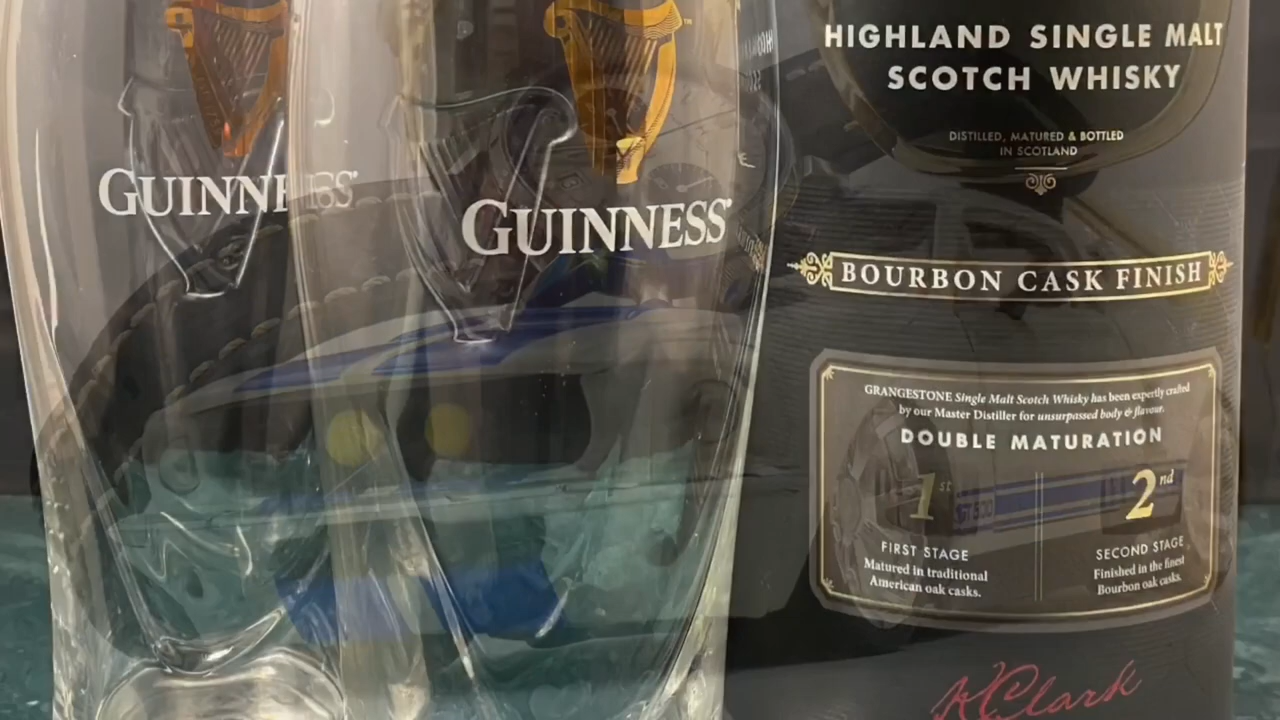 GUINNESS
GUINNESS
HIGHLAND SINGLE MALT
SCOTCH WHISKY
DISTILLED, MATURED & BOTTLED
IN SCOTLAND
BOURBON CASK FINISH
GRANGESTONE Single Malt Scotch Whisky has been expertly crafted
by our Master Distiller for unsurpassed body & flavour.
DOUBLE MATURATION
1st
2nd
FIRST STAGE
Matured in traditional
American oak casks.
SECOND STAGE
Finished in the finest
Bourbon oak casks.
A Clark